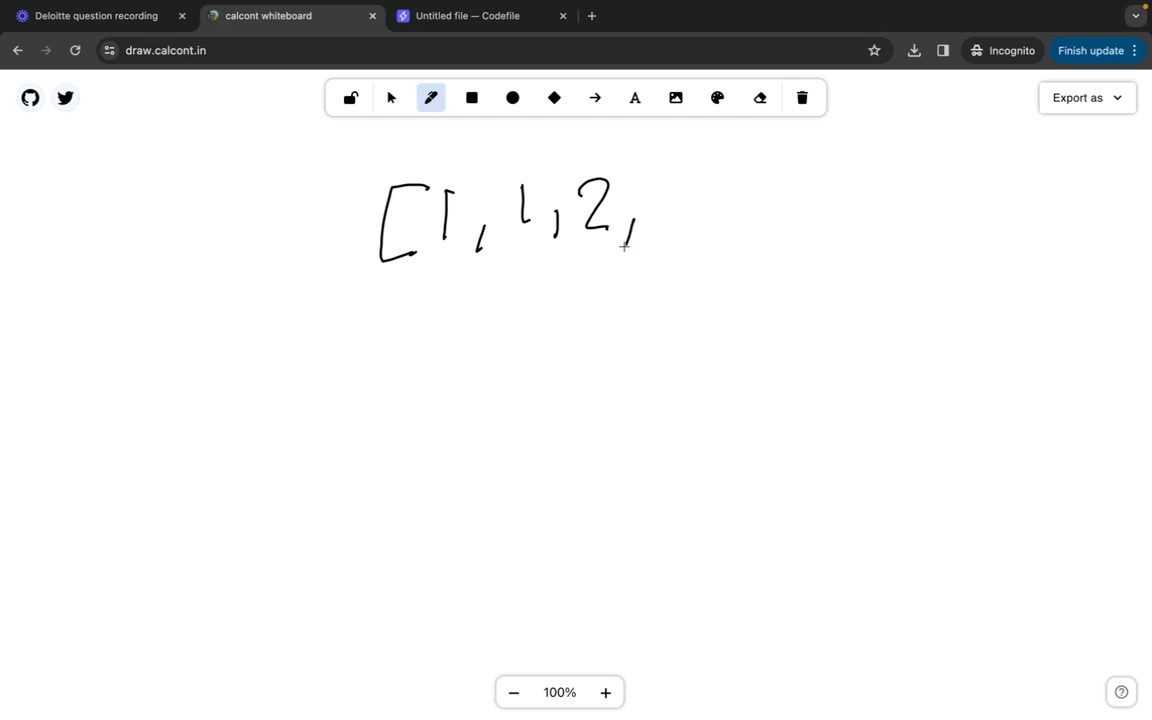 Deloitte question recording
calcont whiteboard
Untitled file — Codefile
draw.calcont.in
Incognito
Finish update
A
Export as
[1, 1, 2,
100%